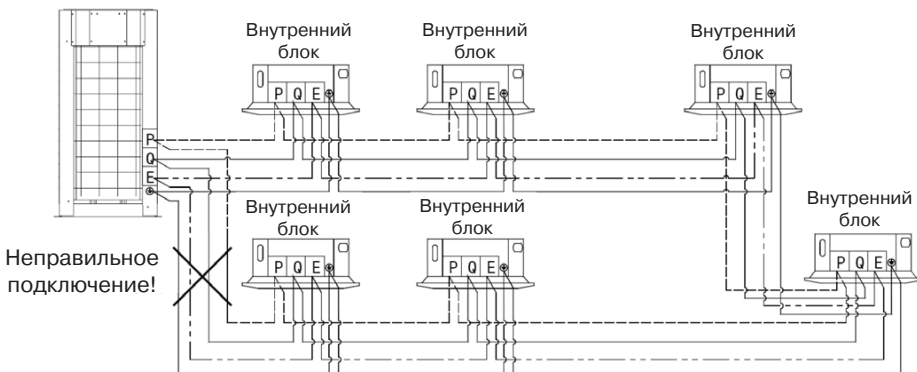 Внутренний
блок
Внутренний
блок
Внутренний
блок
P Q E
P Q E
P Q E
P
Q
E
Внутренний
блок
Внутренний
блок
Внутренний
блок
Неправильное
подключение!
P Q E
P Q E
P Q E